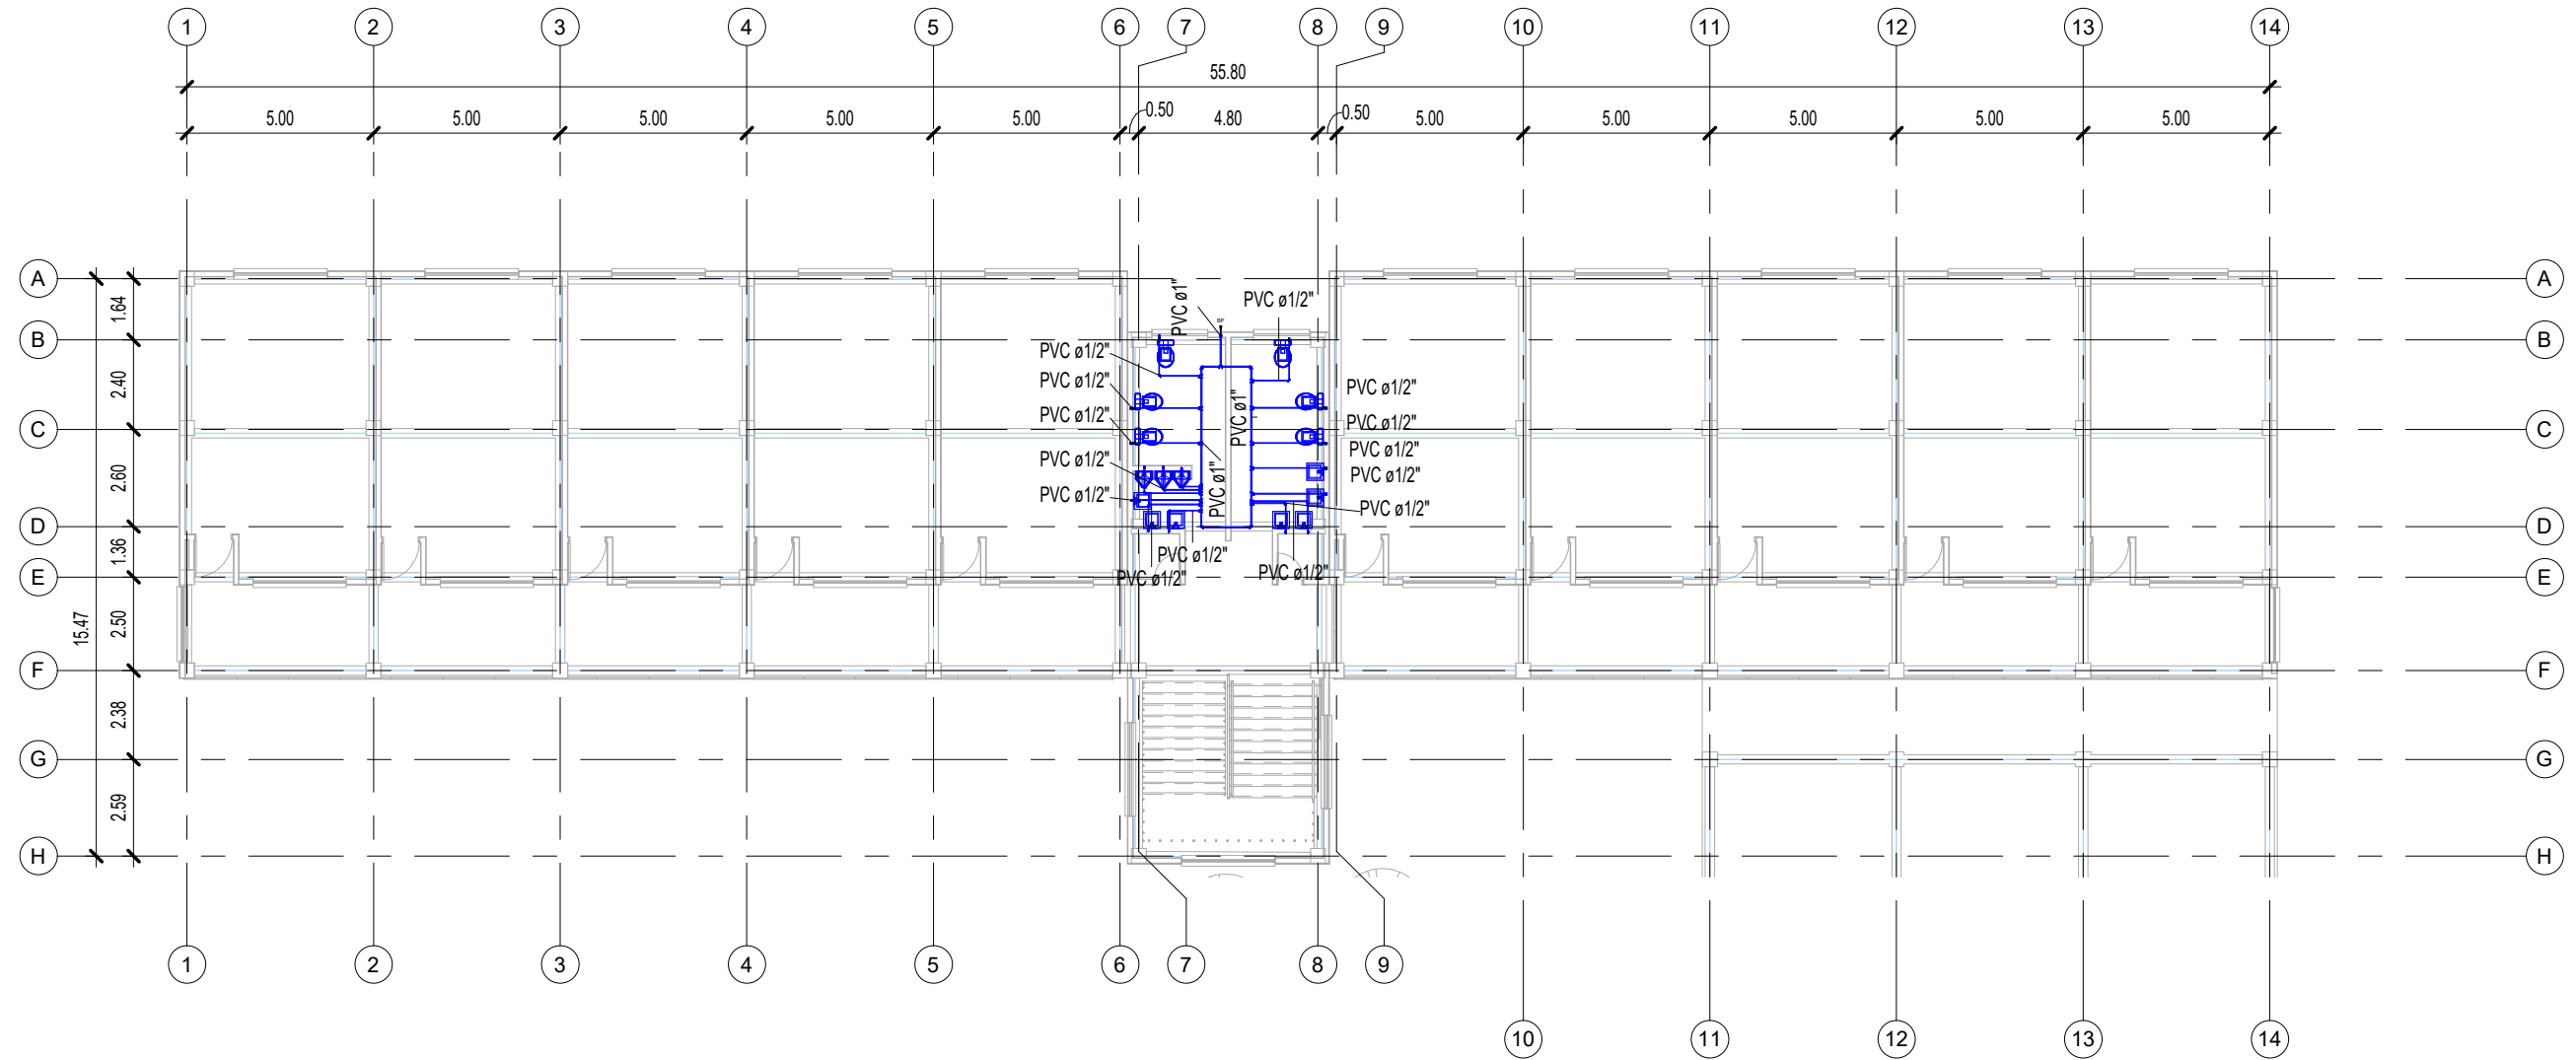 1 2 3 4 5 6 7 8 9 10 11 12 13 14
55.80
5.00 5.00 5.00 5.00 5.00 0.50 4.80 0.50 5.00 5.00 5.00 5.00 5.00
A A
1.64
PVC ø1"
PVC ø1/2"
B B
PVC ø1/2"
2.40
PVC ø1/2"
PVC ø1/2"
PVC ø1"
PVC ø1/2"
PVC ø1/2"
C C
PVC ø1/2"
PVC ø1/2"
2.60
PVC ø1/2"
PVC ø1"
PVC ø1/2"
PVC ø1/2"
D D
1.36
PVC ø1/2"
PVC ø1/2"
PVC ø1/2"
E E
15.47
2.50
F F
2.38
G G
2.59
H H
1 2 3 4 5 6 7 8 9
10 11 12 13 14